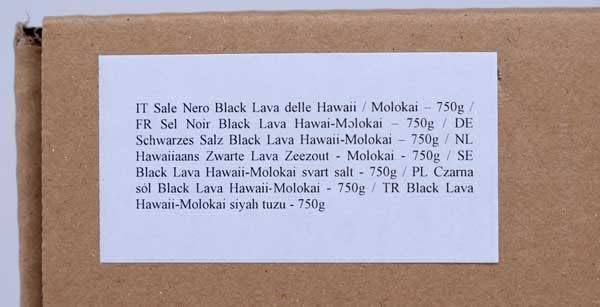 IT Sale Nero Black Lava delle Hawaii / Molokai – 750g /
FR Sel Noir Black Lava Hawai-Molokai – 750g / DE
Schwarzes Salz Black Lava Hawaii-Molokai – 750g / NL
Hawaiiaans Zwarte Lava Zeezout - Molokai - 750g / SE
Black Lava Hawaii-Molokai svart salt - 750g / PL Czarna
sól Black Lava Hawaii-Molokai - 750g / TR Black Lava
Hawaii-Molokai siyah tuzu - 750g